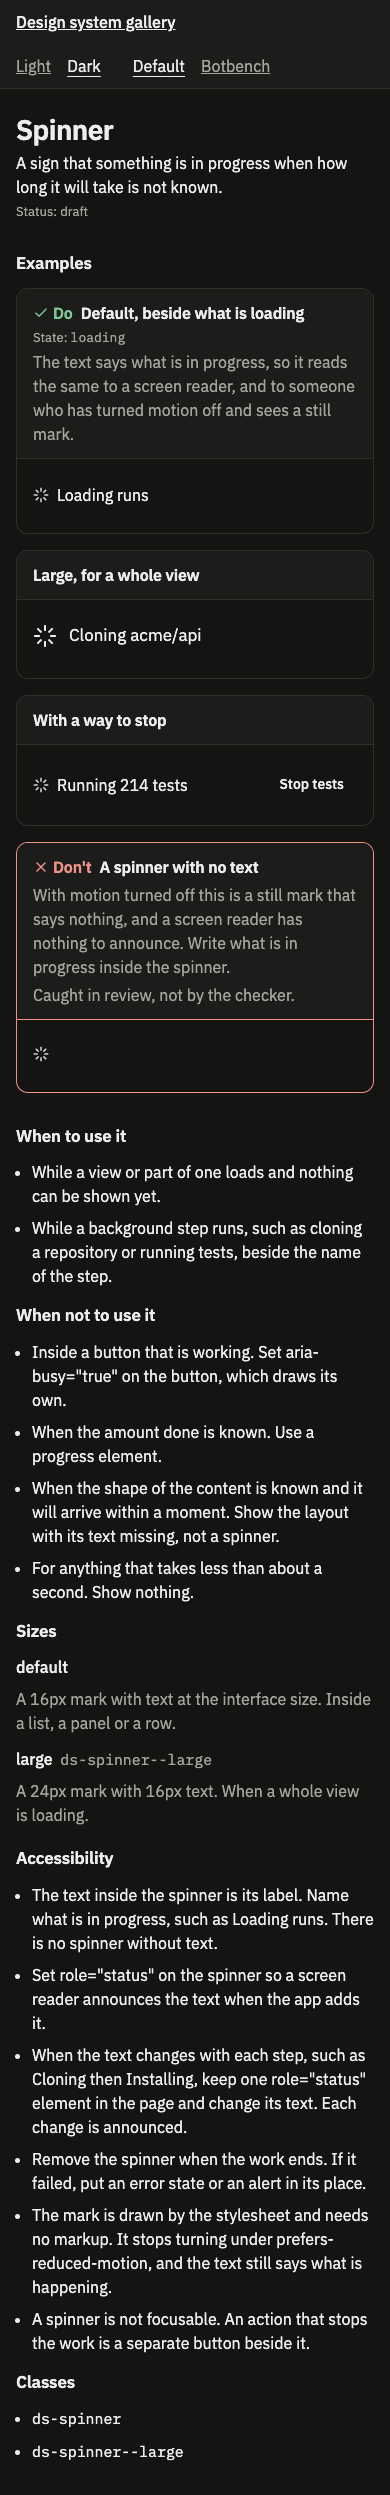 Design system gallery
Light Dark Default Botbench
Spinner
A sign that something is in progress when how
long it will take is not known.
Status: draft
Examples
Do Default, beside what is loading
State: loading
The text says what is in progress, so it reads
the same to a screen reader, and to someone
who has turned motion off and sees a still
mark.
Loading runs
Large, for a whole view
Cloning acme/api
With a way to stop
Running 214 tests Stop tests
Don't A spinner with no text
With motion turned off this is a still mark that
says nothing, and a screen reader has
nothing to announce. Write what is in
progress inside the spinner.
Caught in review, not by the checker.
When to use it
• While a view or part of one loads and nothing
can be shown yet.
• While a background step runs, such as cloning
a repository or running tests, beside the name
of the step.
When not to use it
• Inside a button that is working. Set aria-
busy="true" on the button, which draws its
own.
• When the amount done is known. Use a
progress element.
• When the shape of the content is known and it
will arrive within a moment. Show the layout
with its text missing, not a spinner.
• For anything that takes less than about a
second. Show nothing.
Sizes
default
A 16px mark with text at the interface size. Inside
a list, a panel or a row.
large ds-spinner--large
A 24px mark with 16px text. When a whole view
is loading.
Accessibility
• The text inside the spinner is its label. Name
what is in progress, such as Loading runs. There
is no spinner without text.
• Set role="status" on the spinner so a screen
reader announces the text when the app adds
it.
• When the text changes with each step, such as
Cloning then Installing, keep one role="status"
element in the page and change its text. Each
change is announced.
• Remove the spinner when the work ends. If it
failed, put an error state or an alert in its place.
• The mark is drawn by the stylesheet and needs
no markup. It stops turning under prefers-
reduced-motion, and the text still says what is
happening.
• A spinner is not focusable. An action that stops
the work is a separate button beside it.
Classes
• ds-spinner
• ds-spinner--large